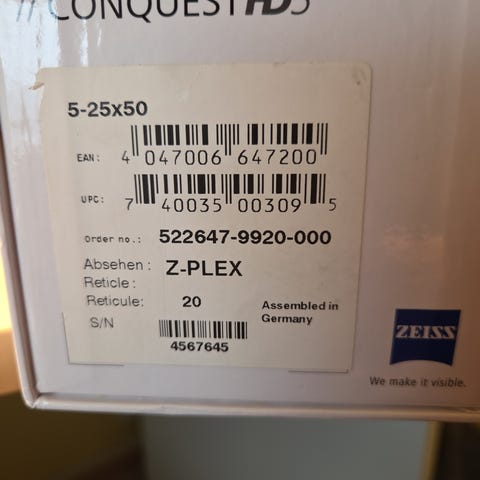 // CONQUEST HD5
5-25x50
EAN: 4 047006 647200
UPC: 7 40035 00309 5
Order no.: 522647-9920-000
Absehen: Z-PLEX
Reticle:
Reticule: 20
Assembled in
Germany
S/N
4567645
ZEISS
We make it visible.